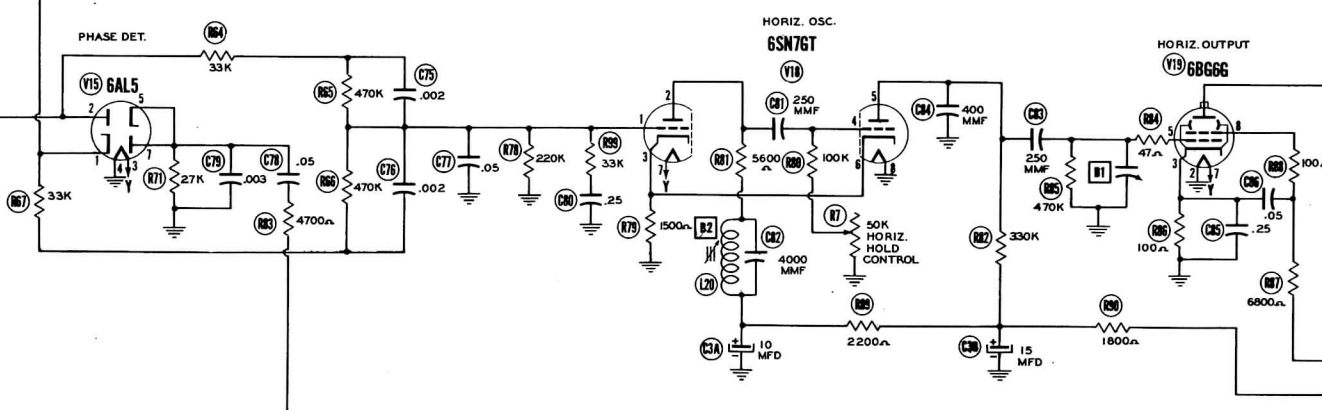 PHASE DET.
V15 6AL5
2
5
1
7
4
3
Y
R64
33K
R65
470K
C75
.002
R67
33K
R71
27K
C79
.003
C78
.05
R83
4700Ω
R66
470K
C76
.002
C77
.05
R78
220K
R99
33K
C80
.25
HORIZ. OSC.
6SN7GT
V18
1
2
3
7
Y
R79
1500Ω
R81
5600
Ω
C81
250
MMF
R80
100K
4
5
6
8
B2
L20
C82
4000
MMF
R7
50K
HORIZ.
HOLD
CONTROL
C84
400
MMF
R82
330K
C3A
10
MFD
R89
2200Ω
C3B
15
MFD
R90
1800Ω
HORIZ. OUTPUT
V19 6BG6G
C83
250
MMF
R84
47Ω
R85
470K
B1
5
8
3
2
7
Y
R86
100Ω
C85
.25
C86
.05
R88
100Ω
R87
6800Ω